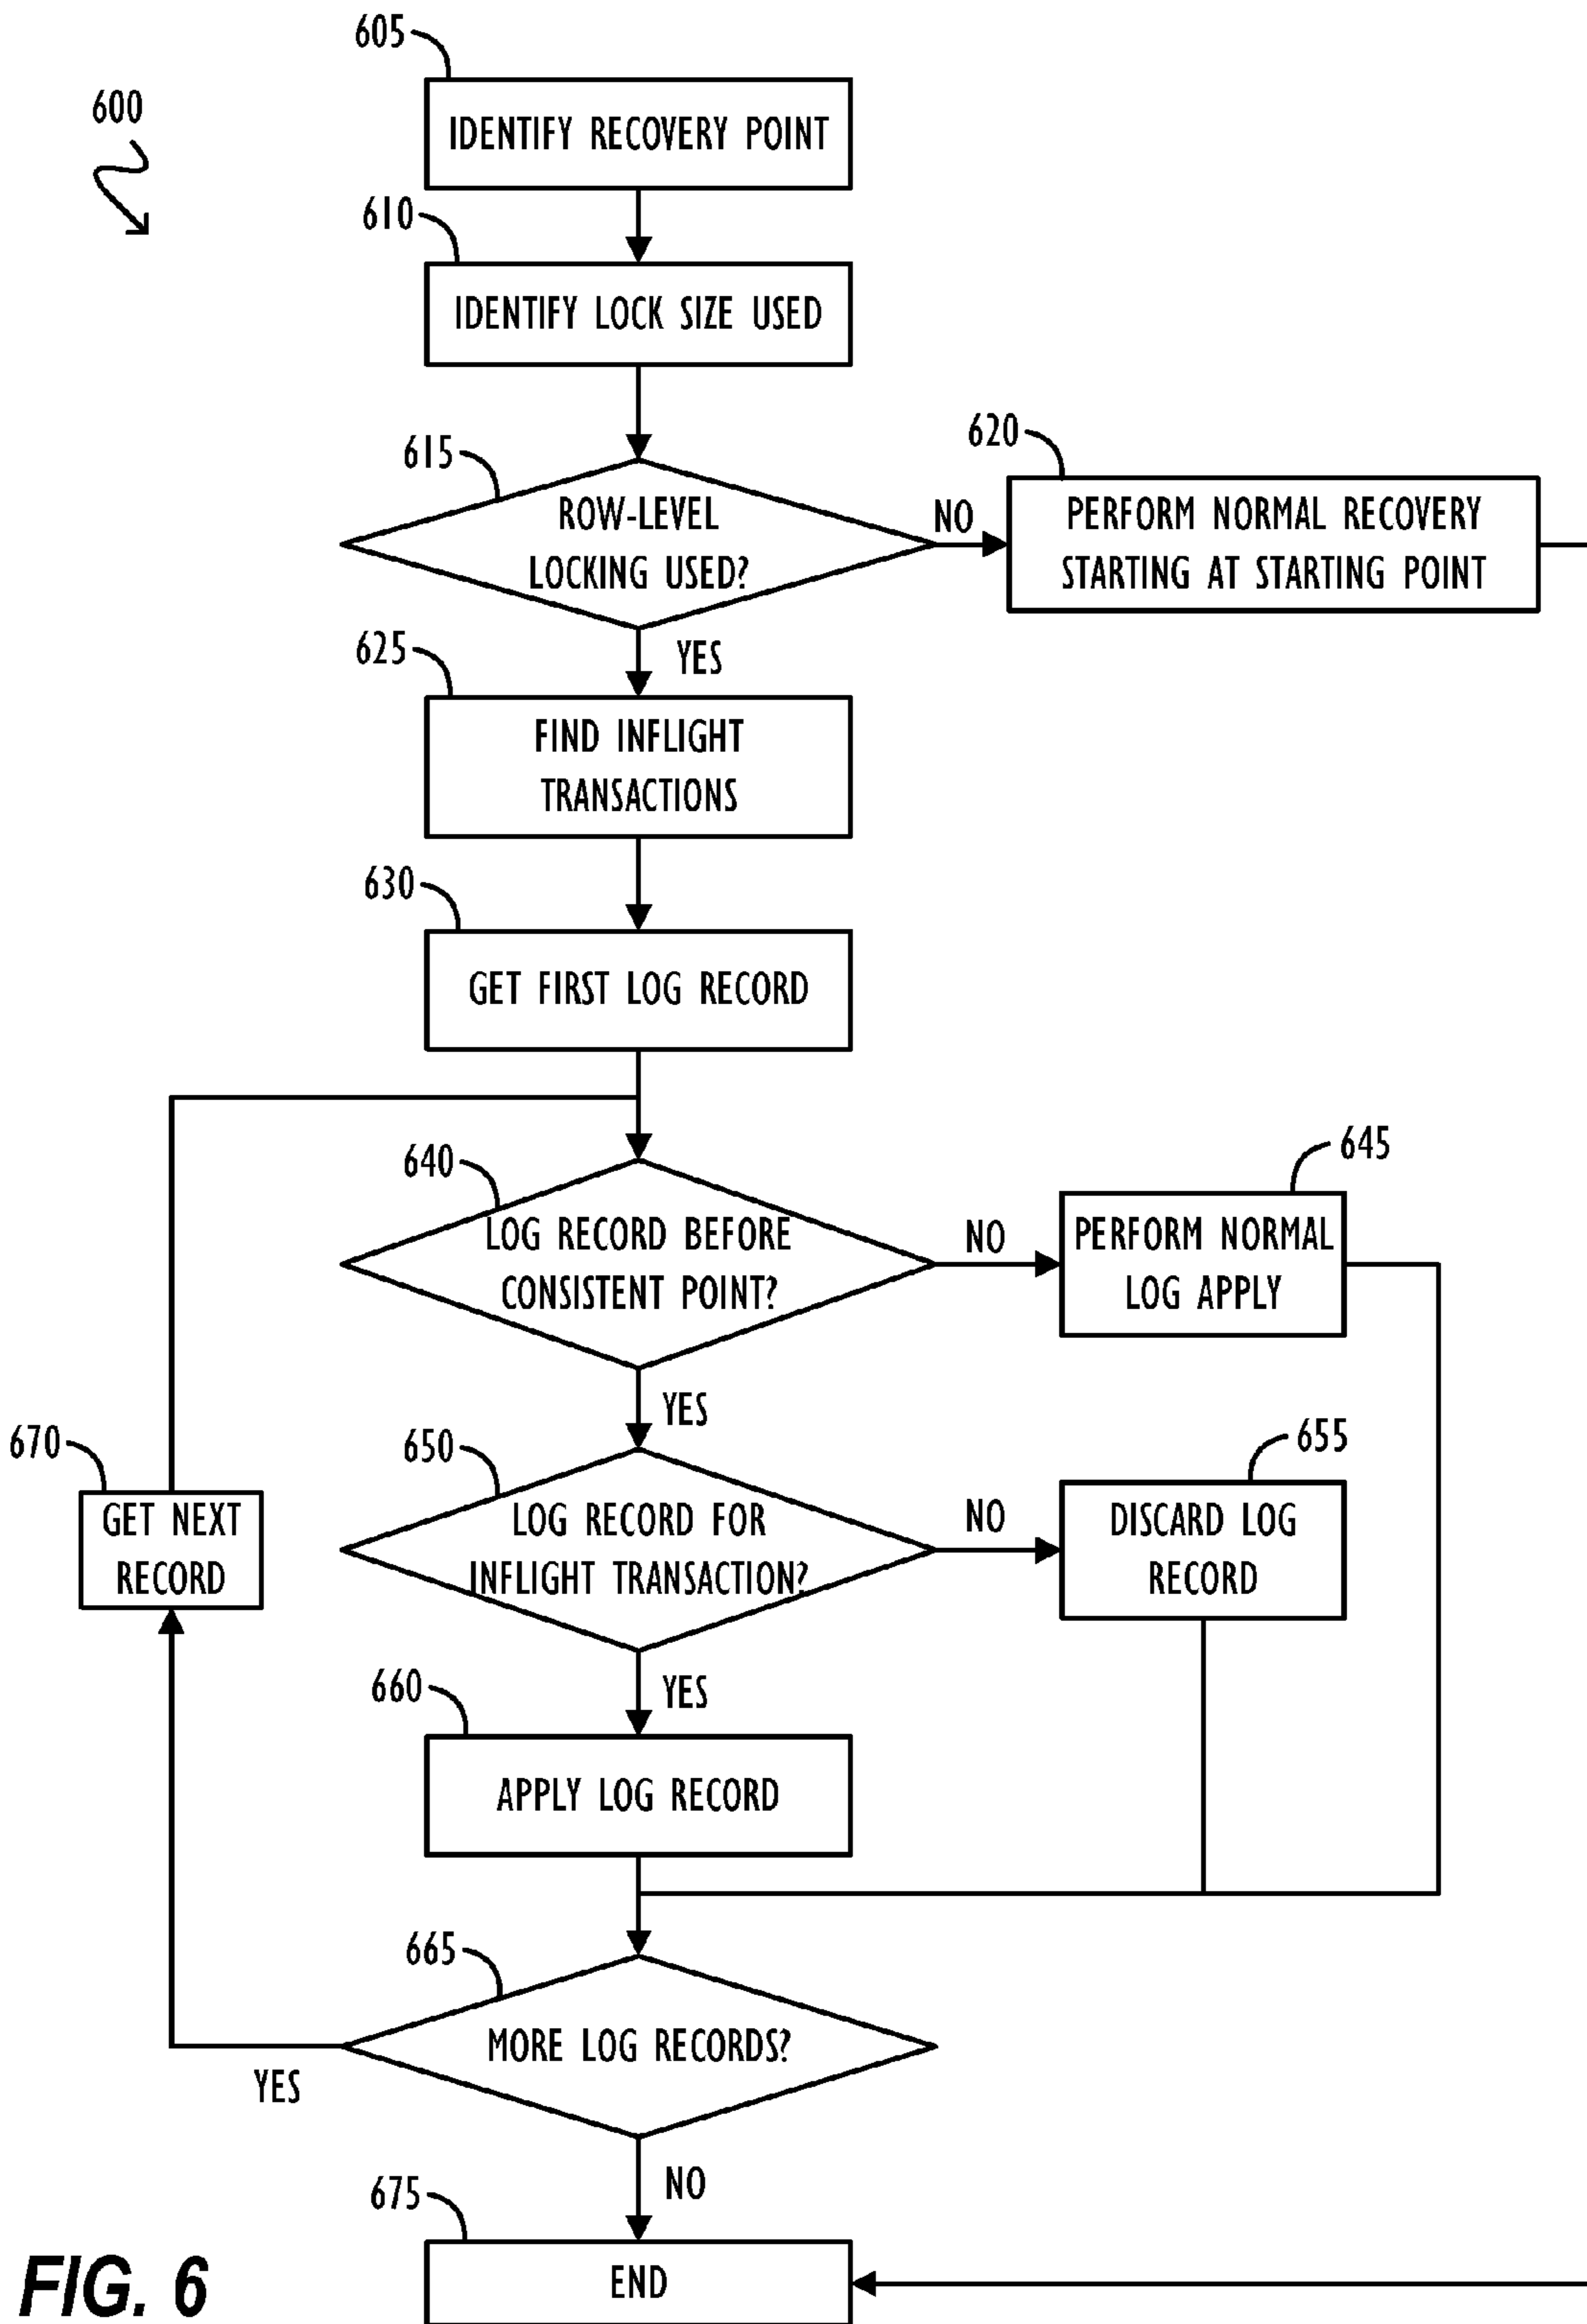 605
600
IDENTIFY RECOVERY POINT
610
IDENTIFY LOCK SIZE USED
615
ROW-LEVEL
LOCKING USED?
NO
620
PERFORM NORMAL RECOVERY
STARTING AT STARTING POINT
YES
625
FIND INFLIGHT
TRANSACTIONS
630
GET FIRST LOG RECORD
640
LOG RECORD BEFORE
CONSISTENT POINT?
NO
645
PERFORM NORMAL
LOG APPLY
YES
670
GET NEXT
RECORD
650
LOG RECORD FOR
INFLIGHT TRANSACTION?
NO
655
DISCARD LOG
RECORD
YES
660
APPLY LOG RECORD
665
MORE LOG RECORDS?
YES
NO
675
END
FIG. 6